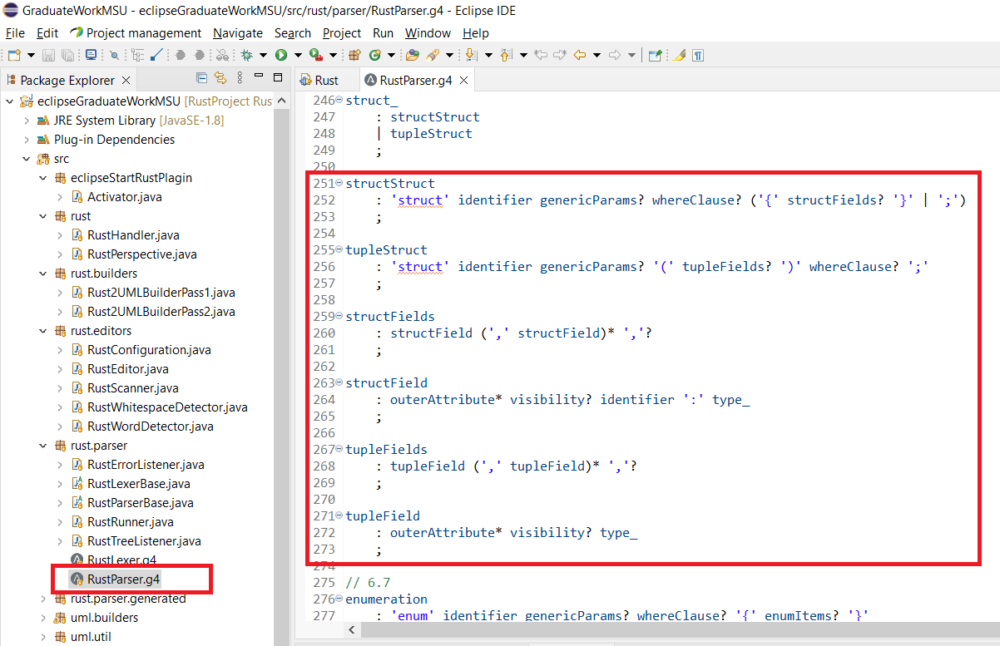 GraduateWorkMSU - eclipseGraduateWorkMSU/src/rust/parser/RustParser.g4 - Eclipse IDE
File Edit Project management Navigate Search Project Run Window Help
Package Explorer
eclipseGraduateWorkMSU [RustProject Rus
JRE System Library [JavaSE-1.8]
Plug-in Dependencies
src
eclipseStartRustPlagin
Activator.java
rust
RustHandler.java
RustPerspective.java
rust.builders
Rust2UMLBuilderPass1.java
Rust2UMLBuilderPass2.java
rust.editors
RustConfiguration.java
RustEditor.java
RustScanner.java
RustWhitespaceDetector.java
RustWordDetector.java
rust.parser
RustErrorListener.java
RustLexerBase.java
RustParserBase.java
RustRunner.java
RustTreeListener.java
RustLexer.g4
RustParser.g4
rust.parser.generated
uml.builders
uml.util
Rust RustParser.g4
246 struct_
247 : structStruct
248 | tupleStruct
249 ;
250
251 structStruct
252 : 'struct' identifier genericParams? whereClause? ('{' structFields? '}' | ';')
253 ;
254
255 tupleStruct
256 : 'struct' identifier genericParams? '(' tupleFields? ')' whereClause? ';'
257 ;
258
259 structFields
260 : structField (',' structField)* ','?
261 ;
262
263 structField
264 : outerAttribute* visibility? identifier ':' type_
265 ;
266
267 tupleFields
268 : tupleField (',' tupleField)* ','?
269 ;
270
271 tupleField
272 : outerAttribute* visibility? type_
273 ;
274
275 // 6.7
276 enumeration
277 : 'enum' identifier genericParams? whereClause? '{' enumItems? '}'